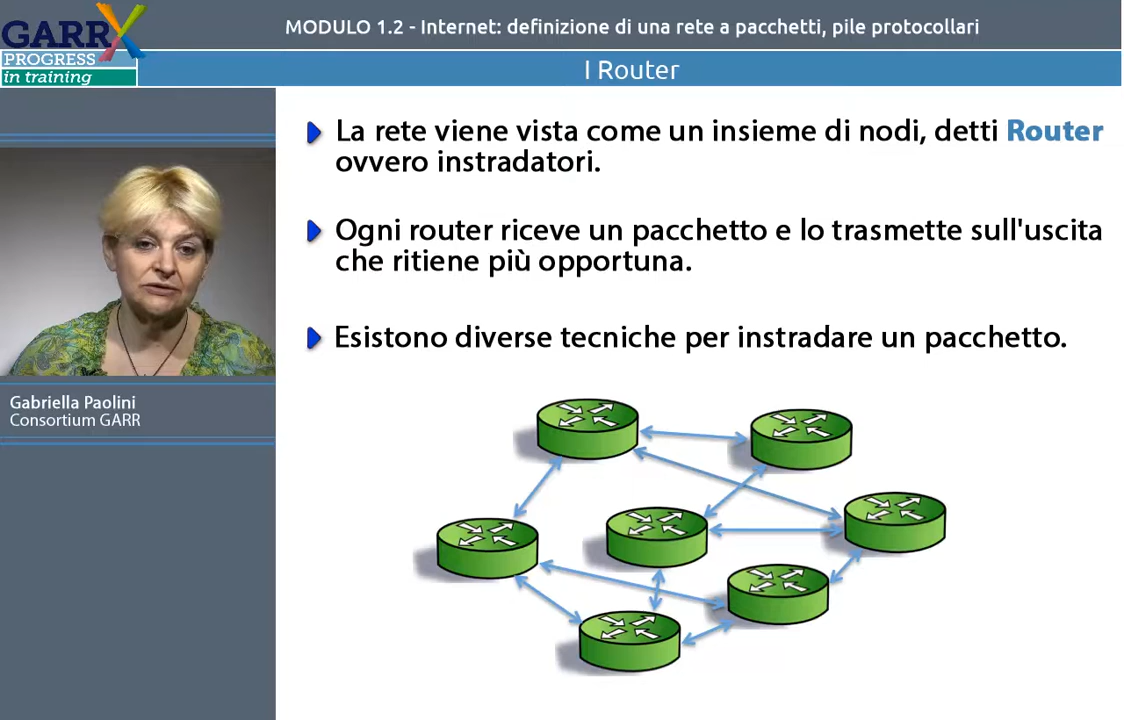 MODULO 1.2 - Internet: definizione di una rete a pacchetti, pile protocollari
GARR X
PROGRESS
in training
I Router
La rete viene vista come un insieme di nodi, detti Router
ovvero instradatori.
Ogni router riceve un pacchetto e lo trasmette sull'uscita
che ritiene più opportuna.
Esistono diverse tecniche per instradare un pacchetto.
Gabriella Paolini
Consortium GARR